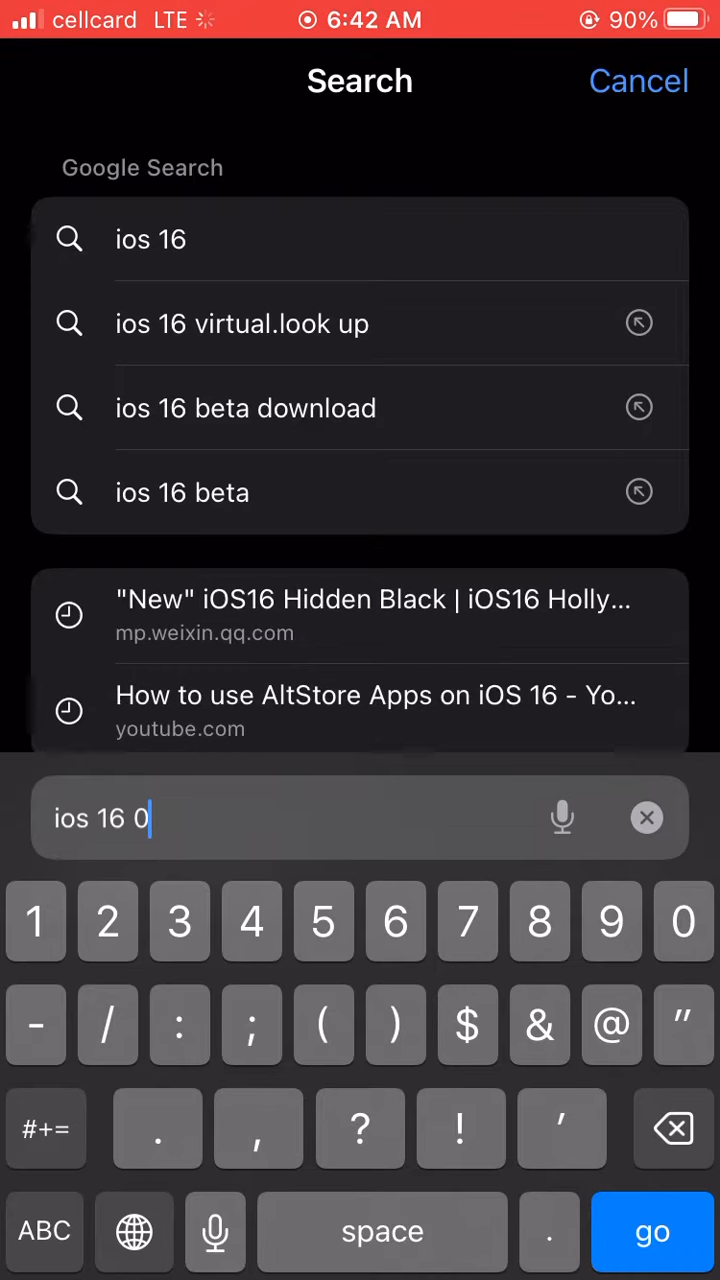 cellcard LTE 6:42 AM 90%
Search Cancel
Google Search
ios 16
ios 16 virtual.look up
ios 16 beta download
ios 16 beta
"New" iOS16 Hidden Black | iOS16 Holly...
mp.weixin.qq.com
How to use AltStore Apps on iOS 16 - Yo...
youtube.com
ios 16 0
1 2 3 4 5 6 7 8 9 0
- / : ; ( ) $ & @ "
#+= . , ? ! '
ABC space . go